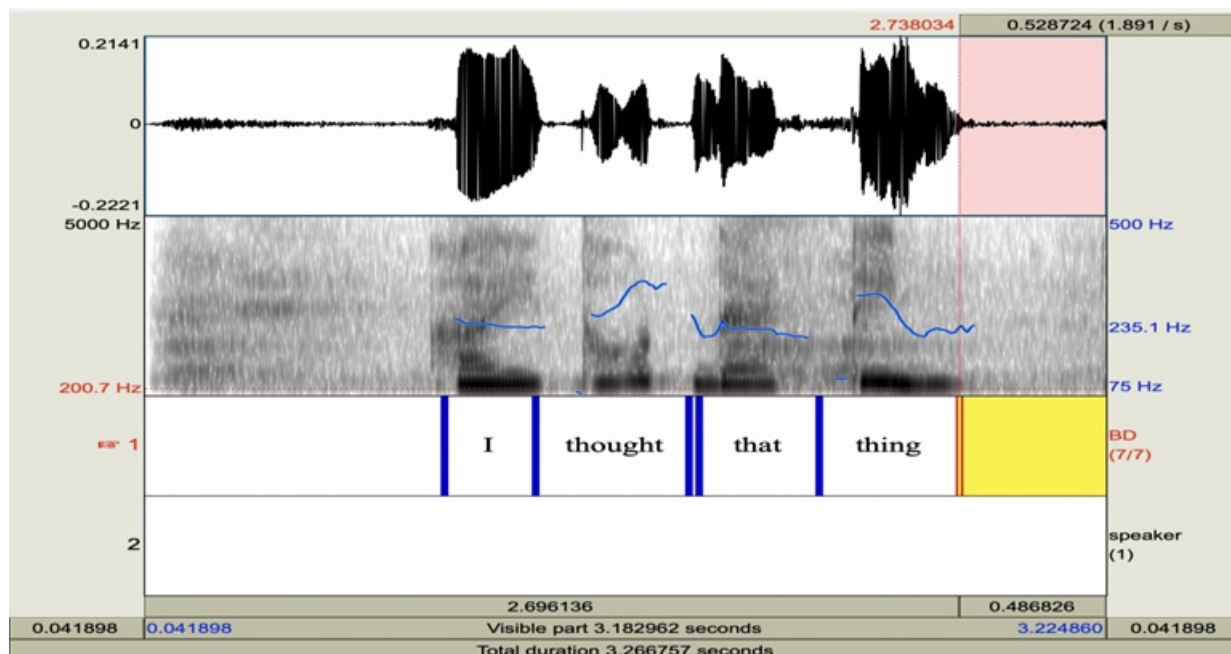 2.738034 0.528724 (1.891 / s)
0.2141
0
-0.2221
5000 Hz 500 Hz
235.1 Hz
200.7 Hz 75 Hz
☞ 1 I thought that thing BD
(7/7)
2 speaker
(1)
2.696136 0.486826
0.041898 0.041898 Visible part 3.182962 seconds 3.224860 0.041898
Total duration 3.266757 seconds